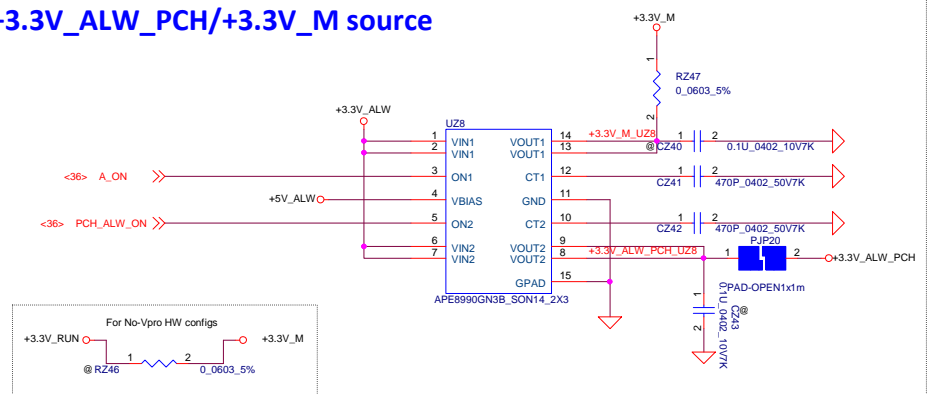 +3.3V_ALW_PCH/+3.3V_M source
+3.3V_M
1
RZ47
0_0603_5%
2
+3.3V_ALW
UZ8
1 VIN1 VOUT1 14 +3.3V_M_UZ8
2 VIN1 VOUT1 13
@CZ40 1 2 0.1U_0402_10V7K
<36> A_ON 3 ON1 CT1 12
CZ41 1 2 470P_0402_50V7K
+5V_ALW 4 VBIAS GND 11
<36> PCH_ALW_ON 5 ON2 CT2 10
CZ42 1 2 470P_0402_50V7K
6 VIN2 VOUT2 9
7 VIN2 VOUT2 8 +3.3V_ALW_PCH_UZ8
PJP20
1 2 +3.3V_ALW_PCH
PAD-OPEN1x1m
GPAD 15
APE8990GN3B_SON14_2X3
1
2
CZ43
@
0.1U_0402_10V7K
For No-Vpro HW configs
+3.3V_RUN +3.3V_M
1 2
@RZ46 0_0603_5%